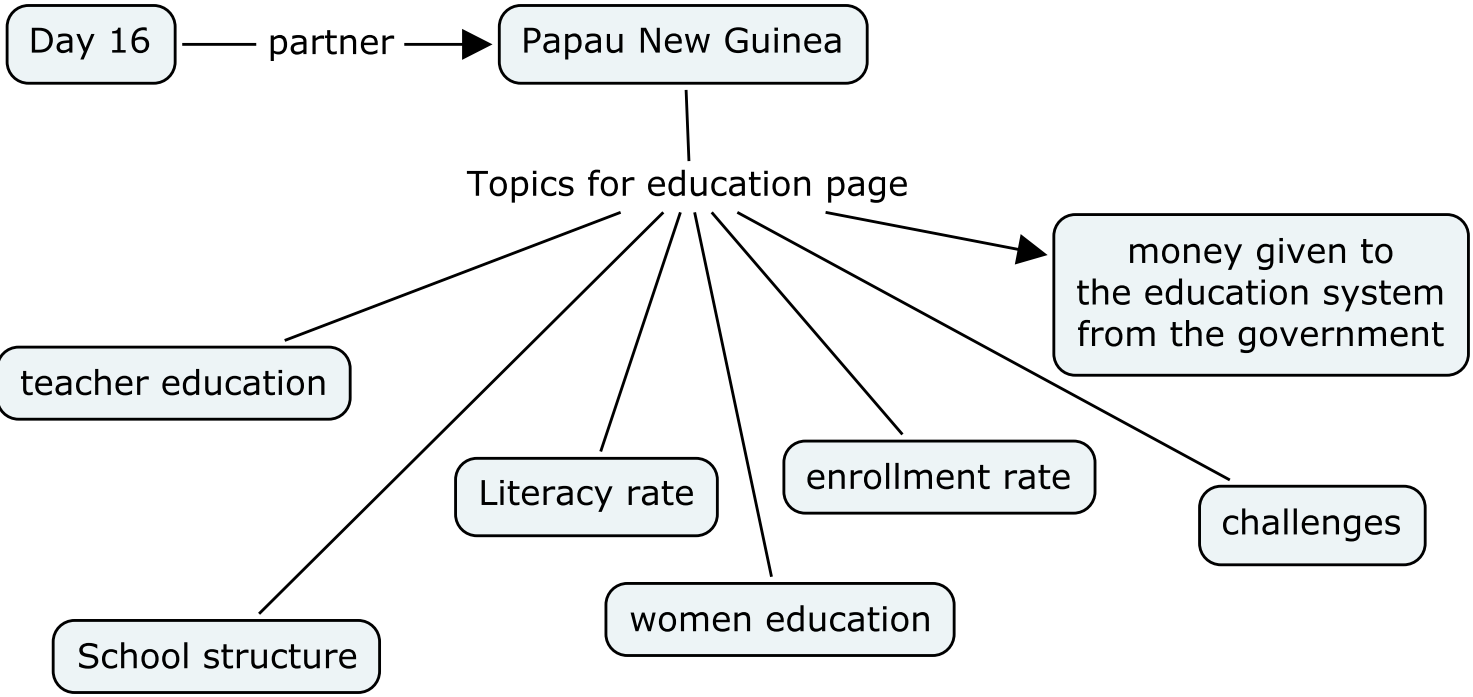 Day 16
partner
Papau New Guinea
Topics for education page
money given to
the education system
from the government
teacher education
Literacy rate
enrollment rate
challenges
women education
School structure